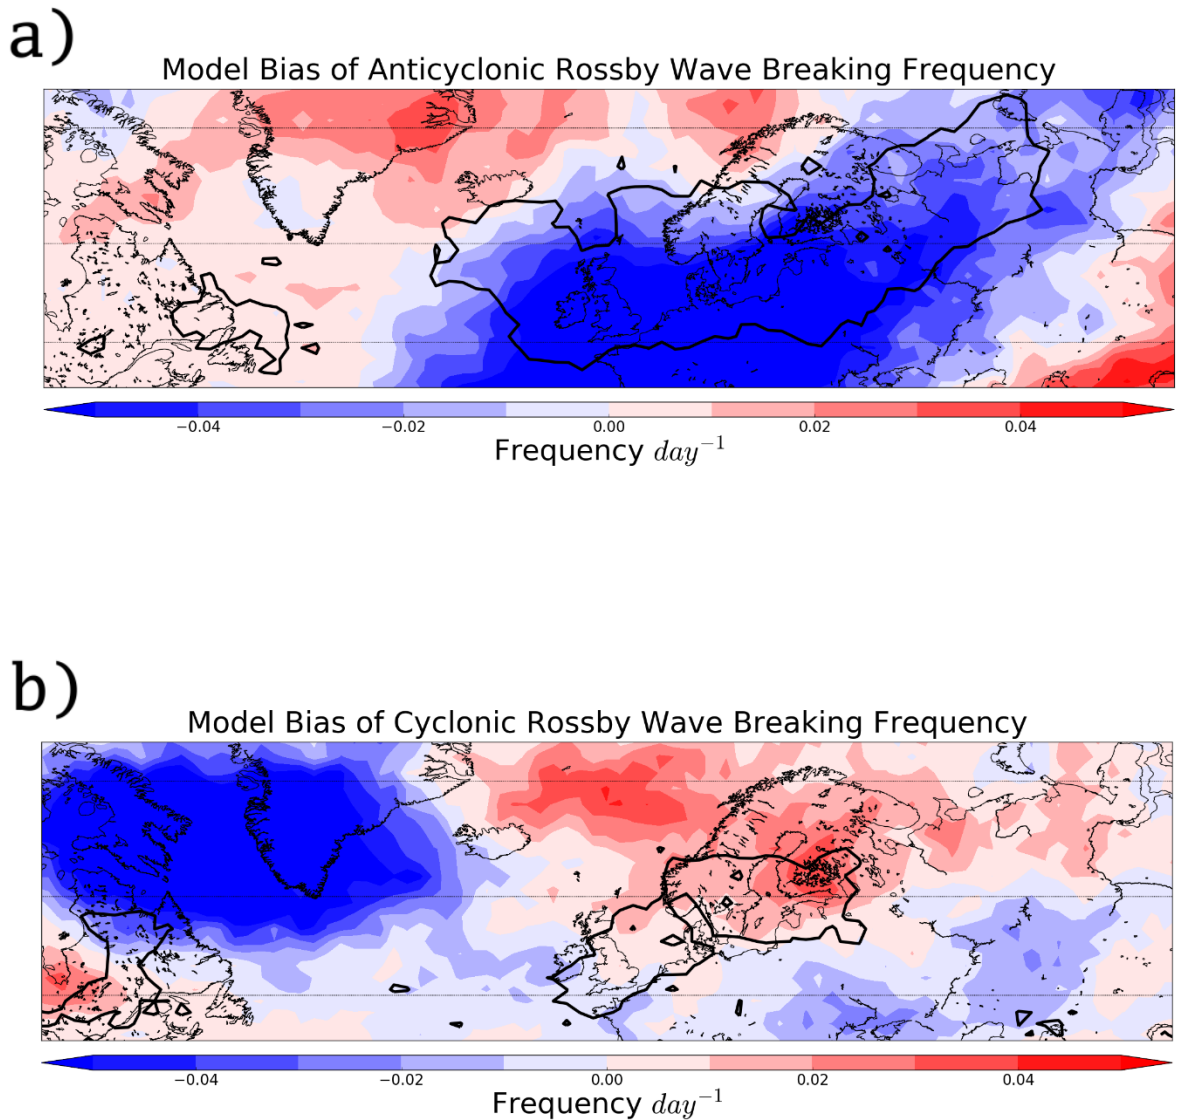 a)
Model Bias of Anticyclonic Rossby Wave Breaking Frequency
−0.04 −0.02 0.00 0.02 0.04
Frequency day⁻¹
b)
Model Bias of Cyclonic Rossby Wave Breaking Frequency
−0.04 −0.02 0.00 0.02 0.04
Frequency day⁻¹